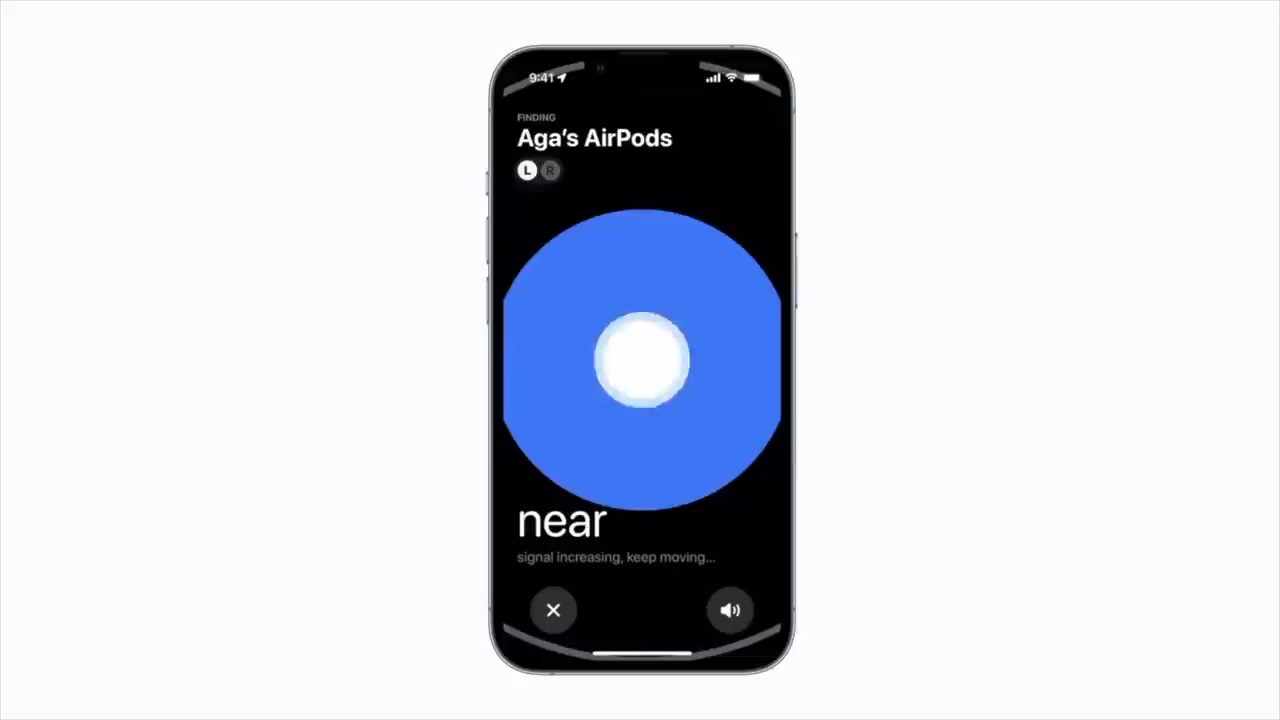 9:41
FINDING
Aga's AirPods
L R
near
signal increasing, keep moving...